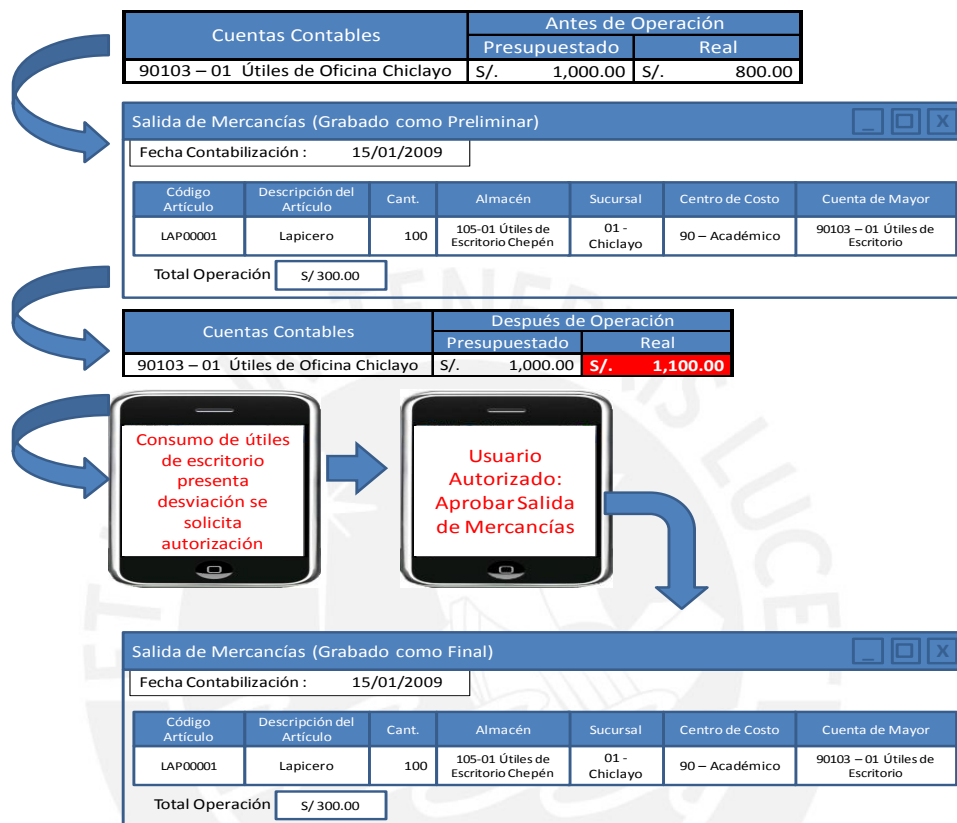 Cuentas Contables
Antes de Operación
Presupuestado Real
90103 – 01 Útiles de Oficina Chiclayo S/. 1,000.00 S/. 800.00
Salida de Mercancías (Grabado como Preliminar) _ X
Fecha Contabilización : 15/01/2009
Código Artículo Descripción del Artículo Cant. Almacén Sucursal Centro de Costo Cuenta de Mayor
LAP00001 Lapicero 100 105-01 Útiles de Escritorio Chepén 01 - Chiclayo 90 – Académico 90103 – 01 Útiles de Escritorio
Total Operación S/ 300.00
Cuentas Contables
Después de Operación
Presupuestado Real
90103 – 01 Útiles de Oficina Chiclayo S/. 1,000.00 S/. 1,100.00
Consumo de útiles
de escritorio
presenta
desviación se
solicita
autorización
Usuario
Autorizado:
Aprobar Salida
de Mercancías
Salida de Mercancías (Grabado como Final) _ X
Fecha Contabilización : 15/01/2009
Código Artículo Descripción del Artículo Cant. Almacén Sucursal Centro de Costo Cuenta de Mayor
LAP00001 Lapicero 100 105-01 Útiles de Escritorio Chepén 01 - Chiclayo 90 – Académico 90103 – 01 Útiles de Escritorio
Total Operación S/ 300.00